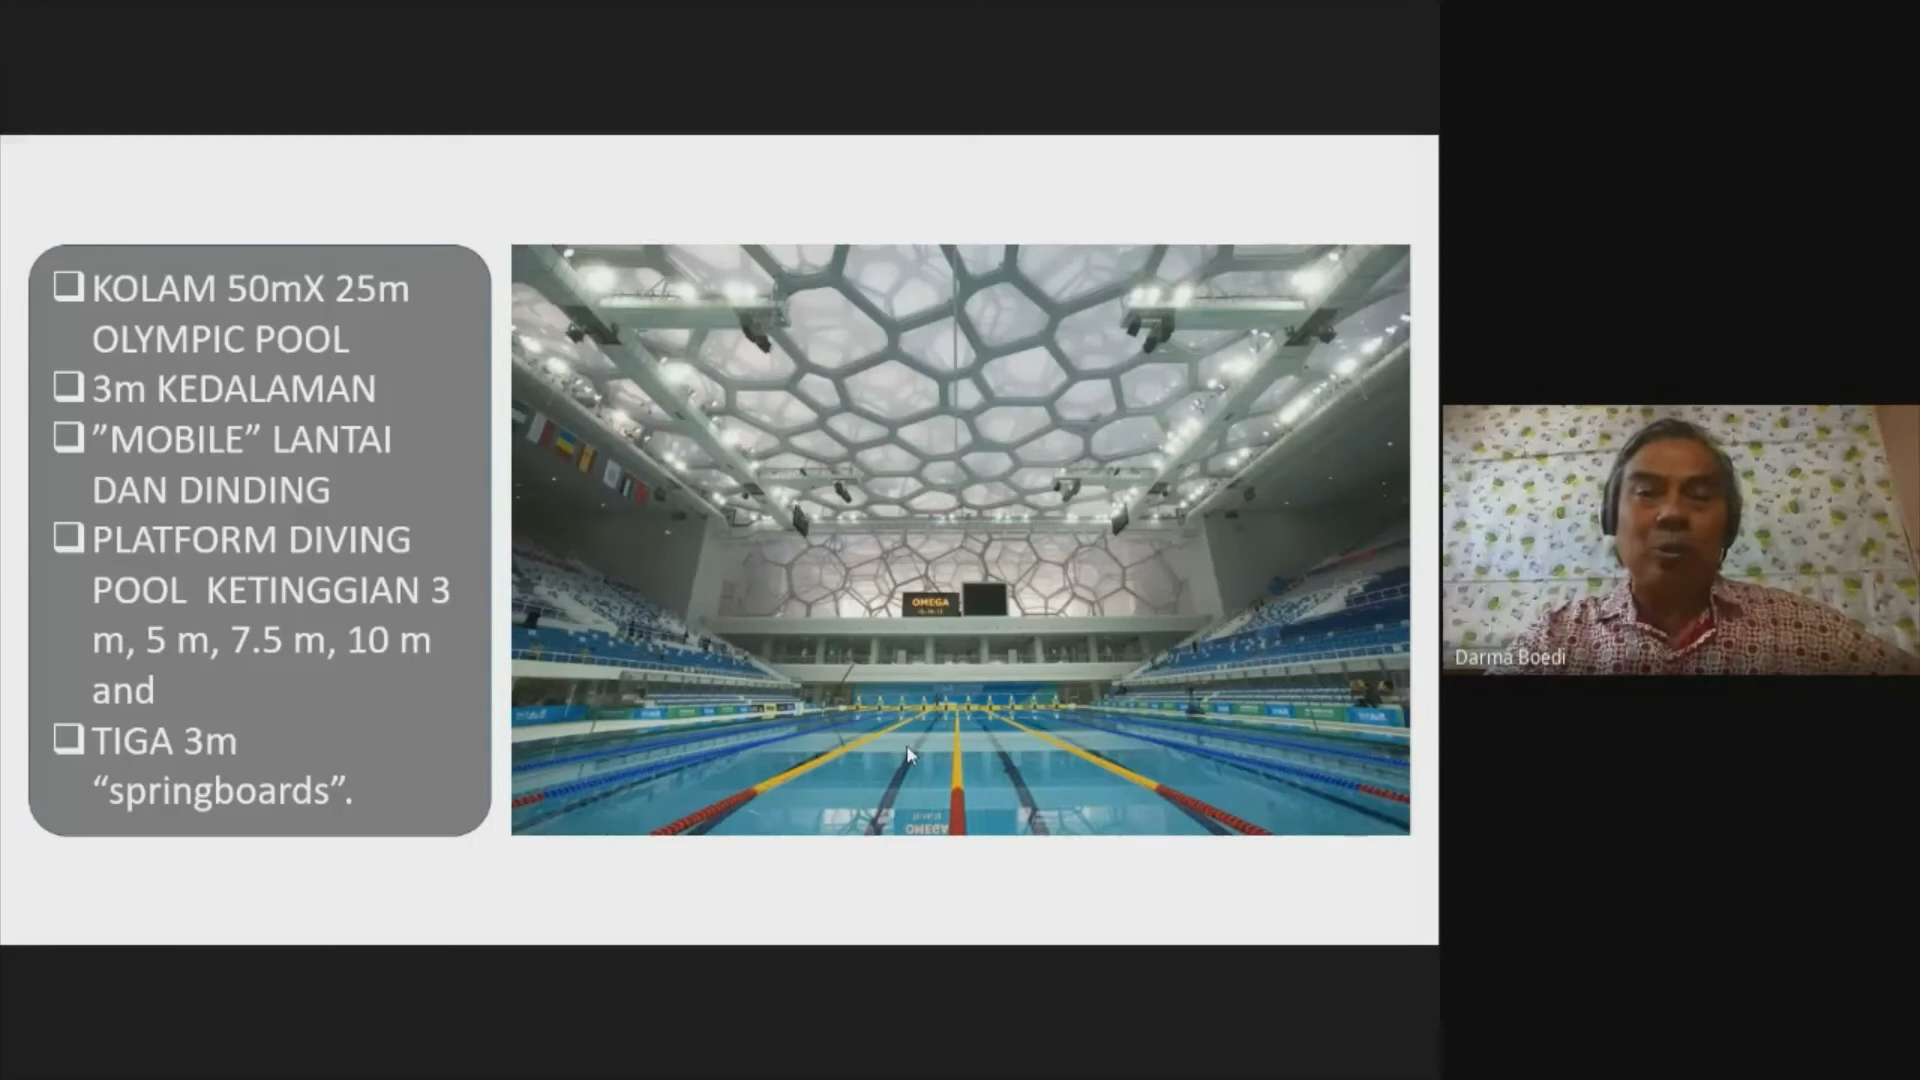 KOLAM 50mX 25m
OLYMPIC POOL
3m KEDALAMAN
”MOBILE” LANTAI
DAN DINDING
PLATFORM DIVING
POOL KETINGGIAN 3
m, 5 m, 7.5 m, 10 m
and
TIGA 3m
“springboards”.
OMEGA
OMEGA
Darma Boedi